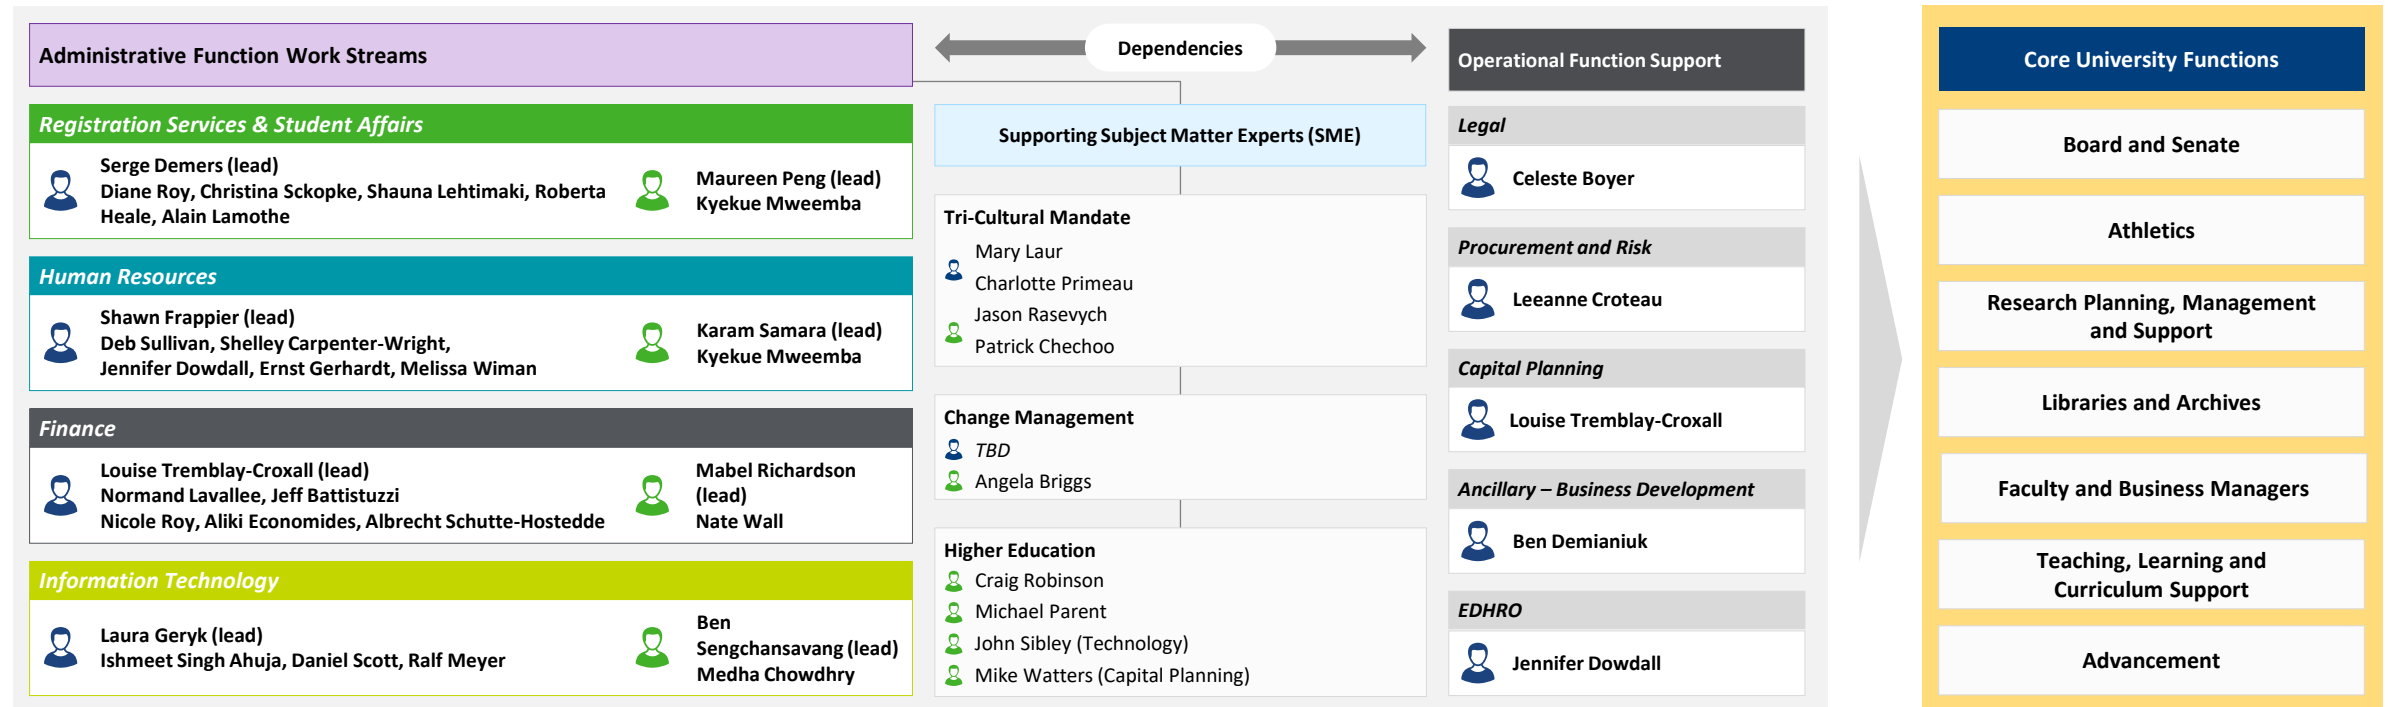 Administrative Function Work Streams
Registration Services & Student Affairs
Serge Demers (lead)
Diane Roy, Christina Sckopke, Shauna Lehtimaki, Roberta
Heale, Alain Lamothe
Maureen Peng (lead)
Kyekue Mweemba
Human Resources
Shawn Frappier (lead)
Deb Sullivan, Shelley Carpenter-Wright,
Jennifer Dowdall, Ernst Gerhardt, Melissa Wiman
Karam Samara (lead)
Kyekue Mweemba
Finance
Louise Tremblay-Croxall (lead)
Normand Lavallee, Jeff Battistuzzi
Nicole Roy, Aliki Economides, Albrecht Schutte-Hostedde
Mabel Richardson
(lead)
Nate Wall
Information Technology
Laura Geryk (lead)
Ishmeet Singh Ahuja, Daniel Scott, Ralf Meyer
Ben
Sengchansavang (lead)
Medha Chowdhry
Dependencies
Supporting Subject Matter Experts (SME)
Tri-Cultural Mandate
Mary Laur
Charlotte Primeau
Jason Rasevych
Patrick Chechoo
Change Management
TBD
Angela Briggs
Higher Education
Craig Robinson
Michael Parent
John Sibley (Technology)
Mike Watters (Capital Planning)
Operational Function Support
Legal
Celeste Boyer
Procurement and Risk
Leeanne Croteau
Capital Planning
Louise Tremblay-Croxall
Ancillary – Business Development
Ben Demianiuk
EDHRO
Jennifer Dowdall
Core University Functions
Board and Senate
Athletics
Research Planning, Management
and Support
Libraries and Archives
Faculty and Business Managers
Teaching, Learning and
Curriculum Support
Advancement